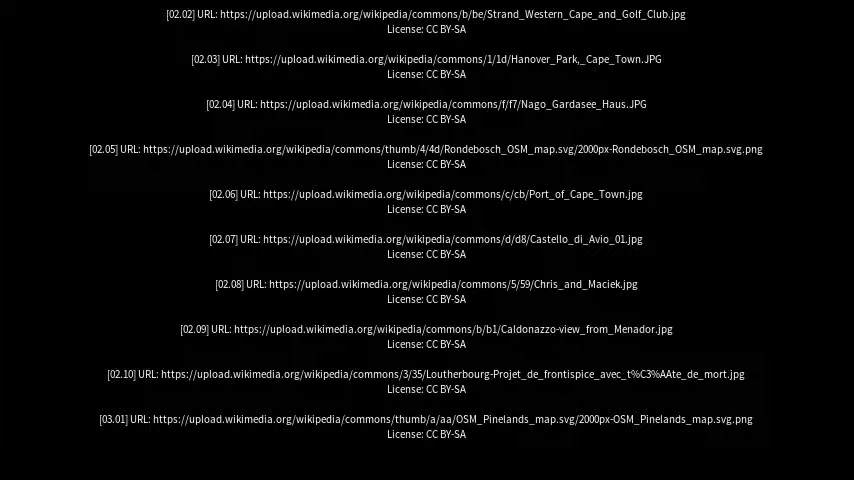 [02.02] URL: https://upload.wikimedia.org/wikipedia/commons/b/be/Strand_Western_Cape_and_Golf_Club.jpg
License: CC BY-SA
[02.03] URL: https://upload.wikimedia.org/wikipedia/commons/1/1d/Hanover_Park,_Cape_Town.JPG
License: CC BY-SA
[02.04] URL: https://upload.wikimedia.org/wikipedia/commons/f/f7/Nago_Gardasee_Haus.JPG
License: CC BY-SA
[02.05] URL: https://upload.wikimedia.org/wikipedia/commons/thumb/4/4d/Rondebosch_OSM_map.svg/2000px-Rondebosch_OSM_map.svg.png
License: CC BY-SA
[02.06] URL: https://upload.wikimedia.org/wikipedia/commons/c/cb/Port_of_Cape_Town.jpg
License: CC BY-SA
[02.07] URL: https://upload.wikimedia.org/wikipedia/commons/d/d8/Castello_di_Avio_01.jpg
License: CC BY-SA
[02.08] URL: https://upload.wikimedia.org/wikipedia/commons/5/59/Chris_and_Maciek.jpg
License: CC BY-SA
[02.09] URL: https://upload.wikimedia.org/wikipedia/commons/b/b1/Caldonazzo-view_from_Menador.jpg
License: CC BY-SA
[02.10] URL: https://upload.wikimedia.org/wikipedia/commons/3/35/Loutherbourg-Projet_de_frontispice_avec_t%C3%AAte_de_mort.jpg
License: CC BY-SA
[03.01] URL: https://upload.wikimedia.org/wikipedia/commons/thumb/a/aa/OSM_Pinelands_map.svg/2000px-OSM_Pinelands_map.svg.png
License: CC BY-SA